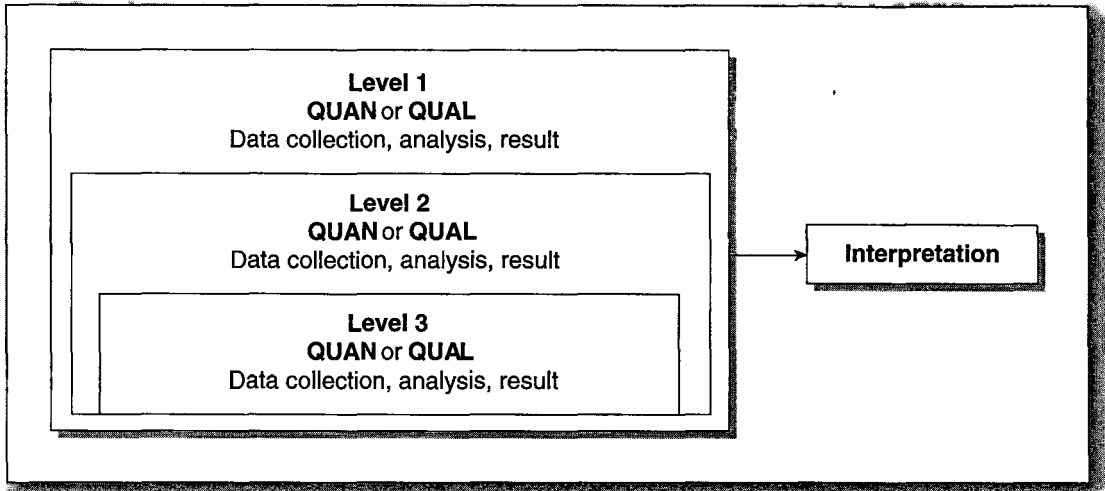 Level 1
QUAN or QUAL
Data collection, analysis, result
Level 2
QUAN or QUAL
Data collection, analysis, result
Level 3
QUAN or QUAL
Data collection, analysis, result
Interpretation